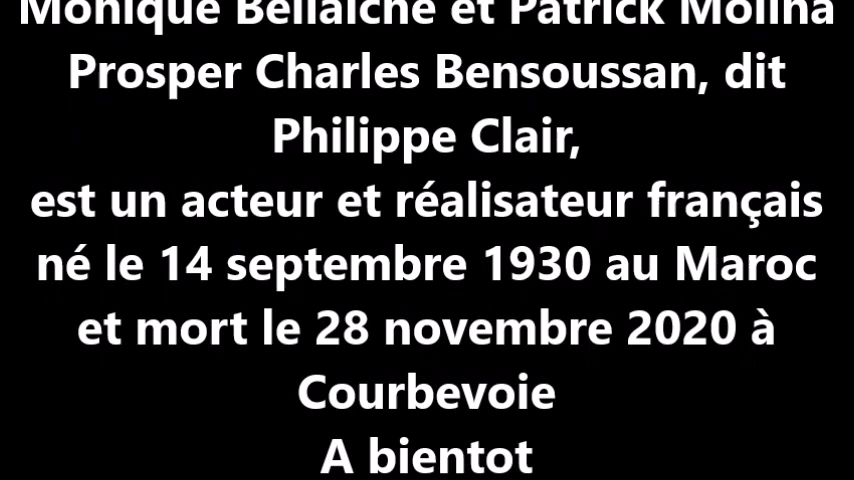 Monique Bellaiche et Patrick Molina
Prosper Charles Bensoussan, dit
Philippe Clair,
est un acteur et réalisateur français
né le 14 septembre 1930 au Maroc
et mort le 28 novembre 2020 à
Courbevoie
A bientot